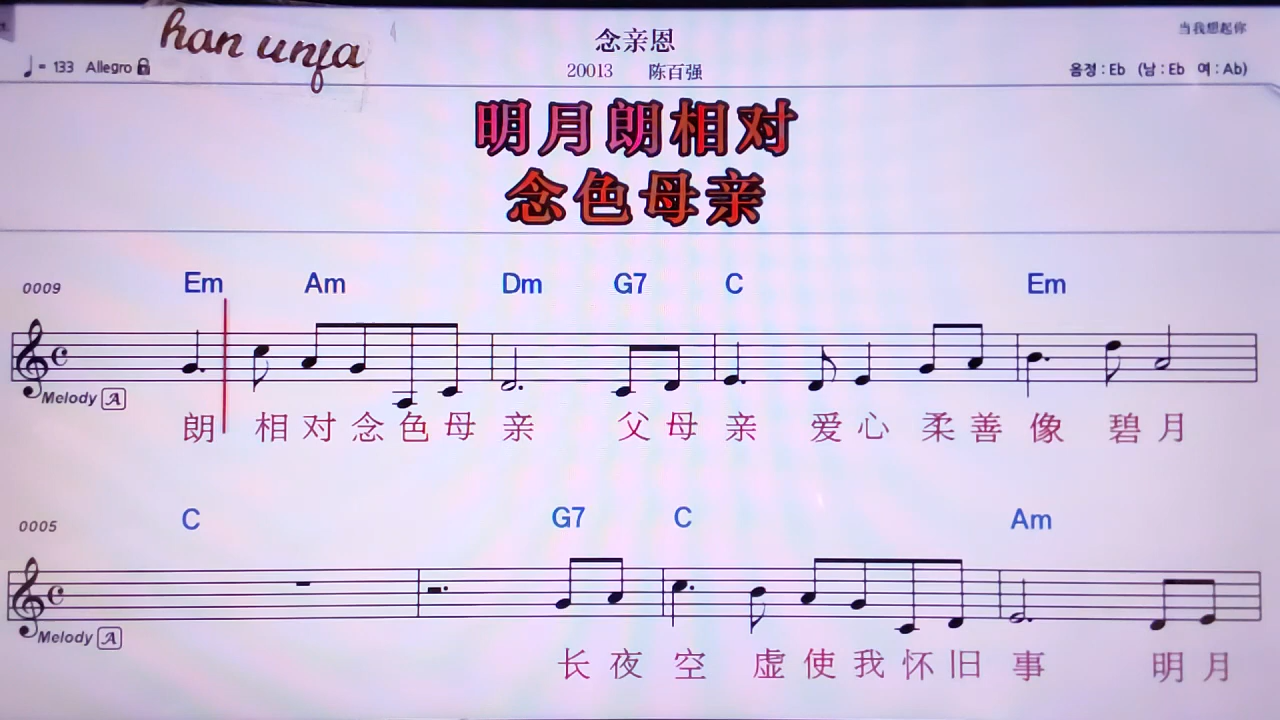 han unfa
念亲恩
当我想起你
♩= 133 Allegro
20013 陈百强
음정 : Eb (남 : Eb 여 : Ab)
明月朗相对
念色母亲
0009 Em Am Dm G7 C Em
Melody A
朗 相 对 念 色 母 亲 父 母 亲 爱 心 柔 善 像 碧 月
0005 C G7 C Am
Melody A
长 夜 空 虚 使 我 怀 旧 事 明 月